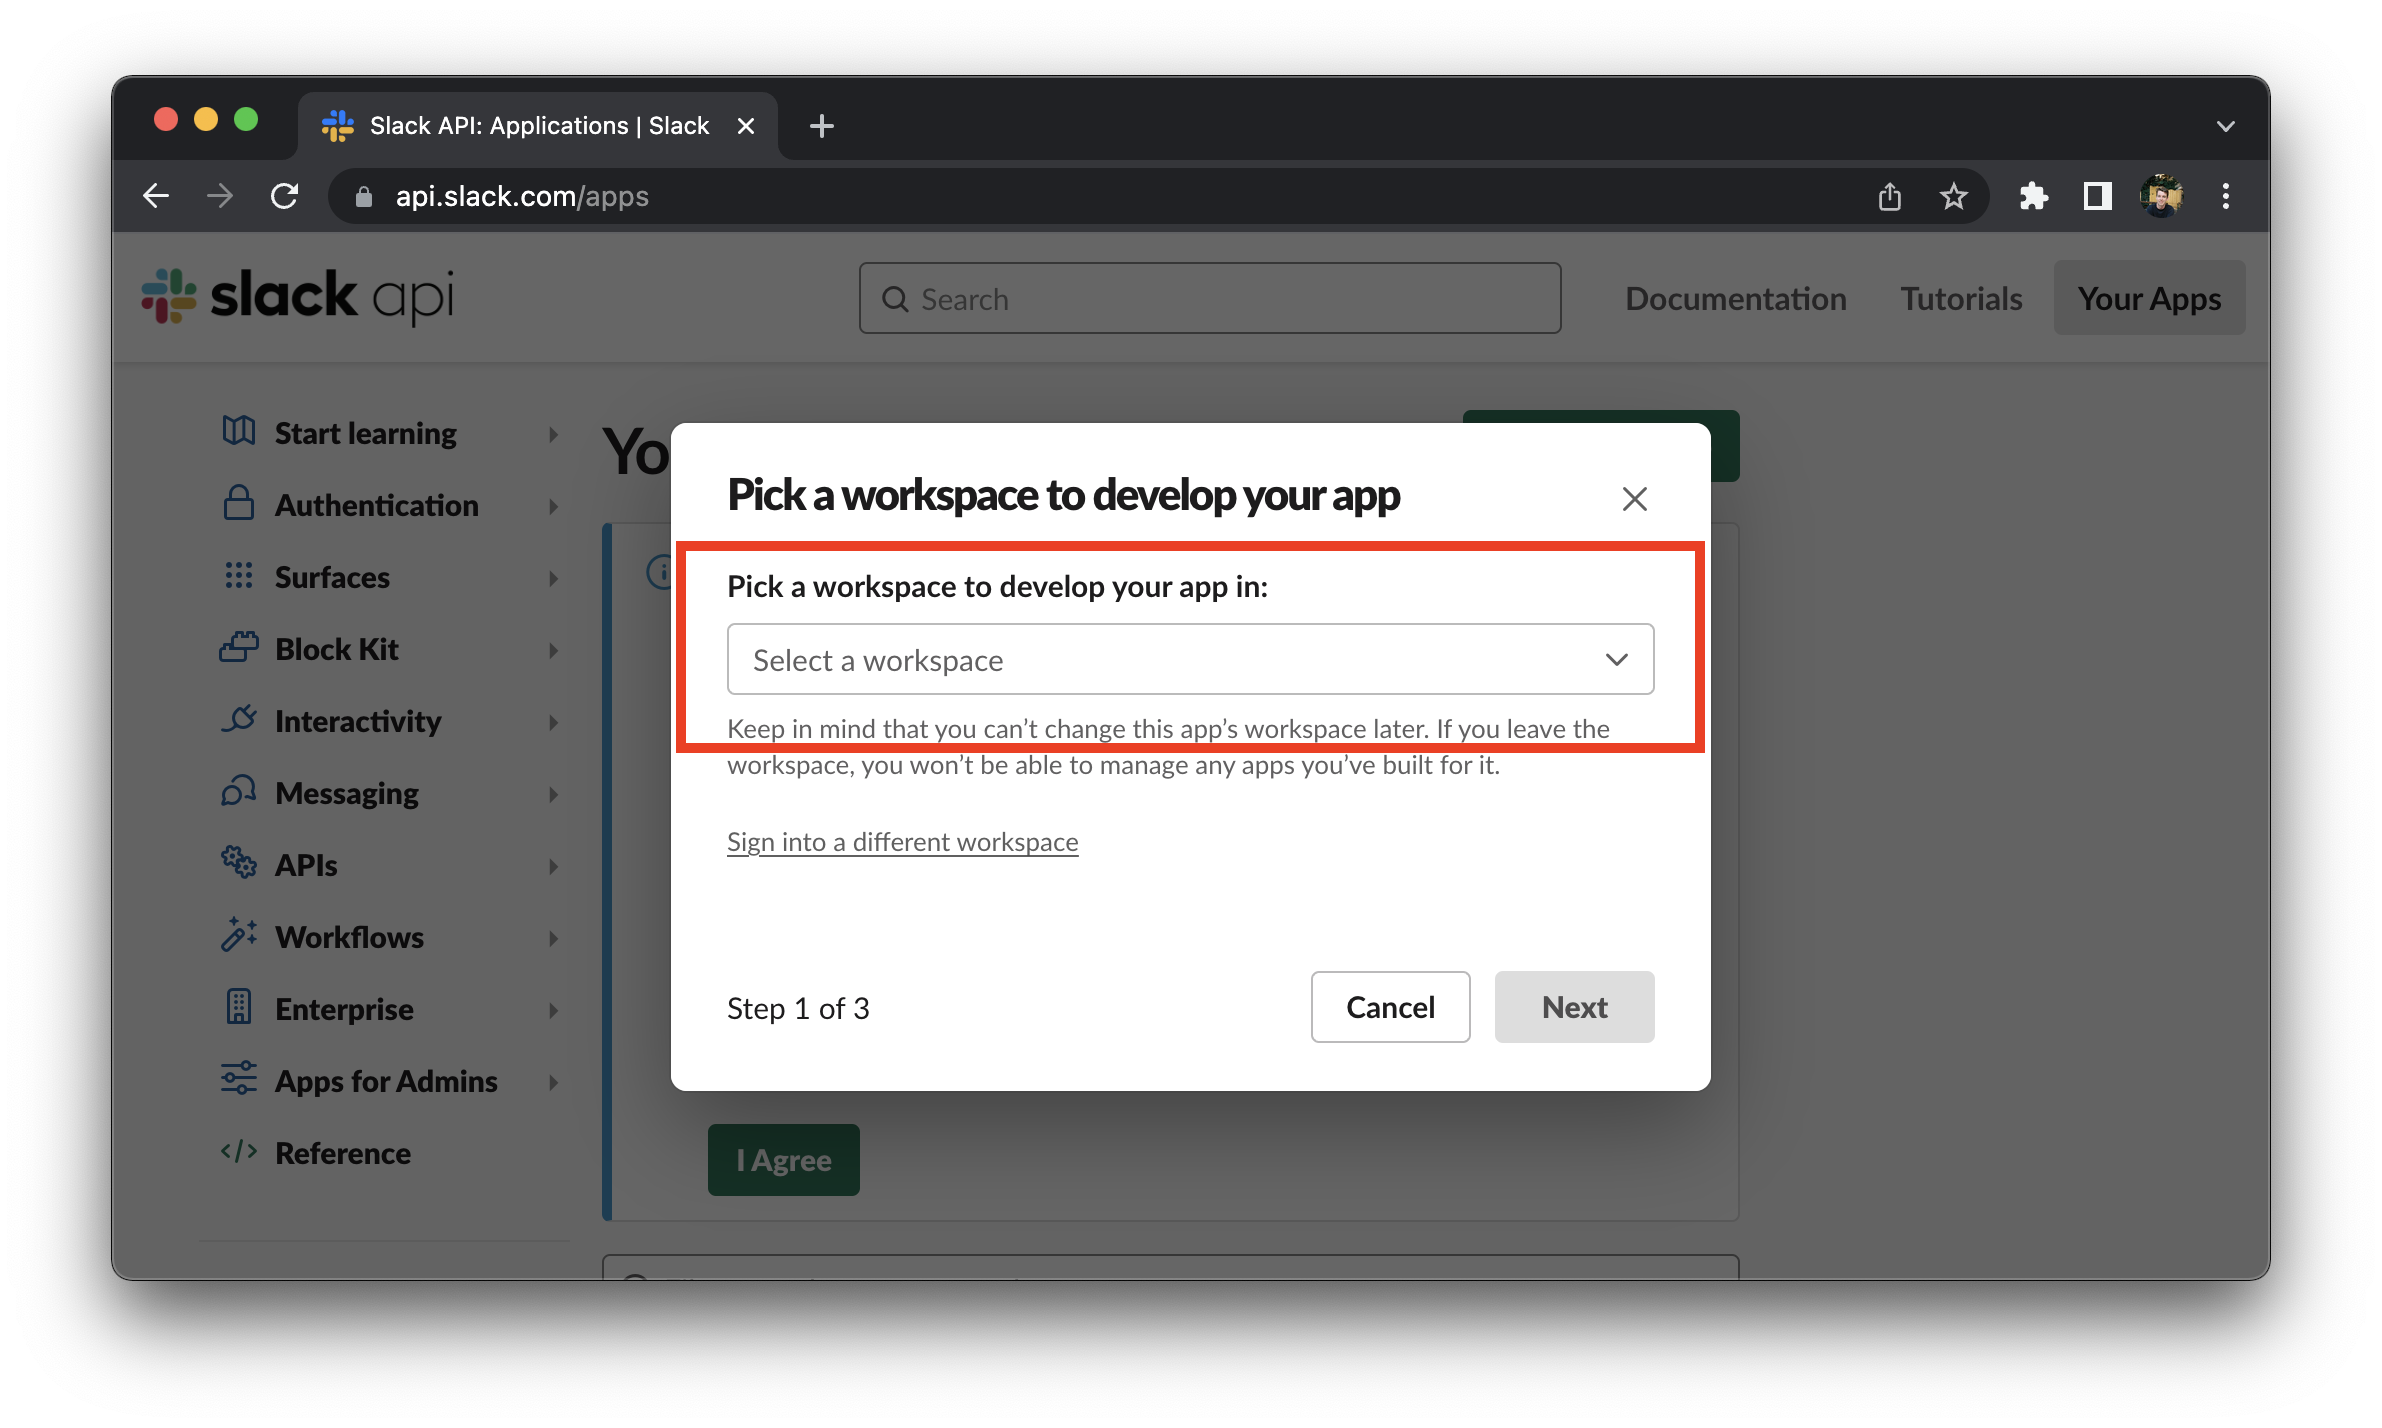 Slack API: Applications | Slack
api.slack.com/apps
slack api
Search
Documentation
Tutorials
Your Apps
Start learning
Authentication
Surfaces
Block Kit
Interactivity
Messaging
APIs
Workflows
Enterprise
Apps for Admins
Reference
Yo
Pick a workspace to develop your app
Pick a workspace to develop your app in:
Select a workspace
Keep in mind that you can’t change this app’s workspace later. If you leave the
workspace, you won’t be able to manage any apps you’ve built for it.
Sign into a different workspace
Step 1 of 3
Cancel
Next
I Agree